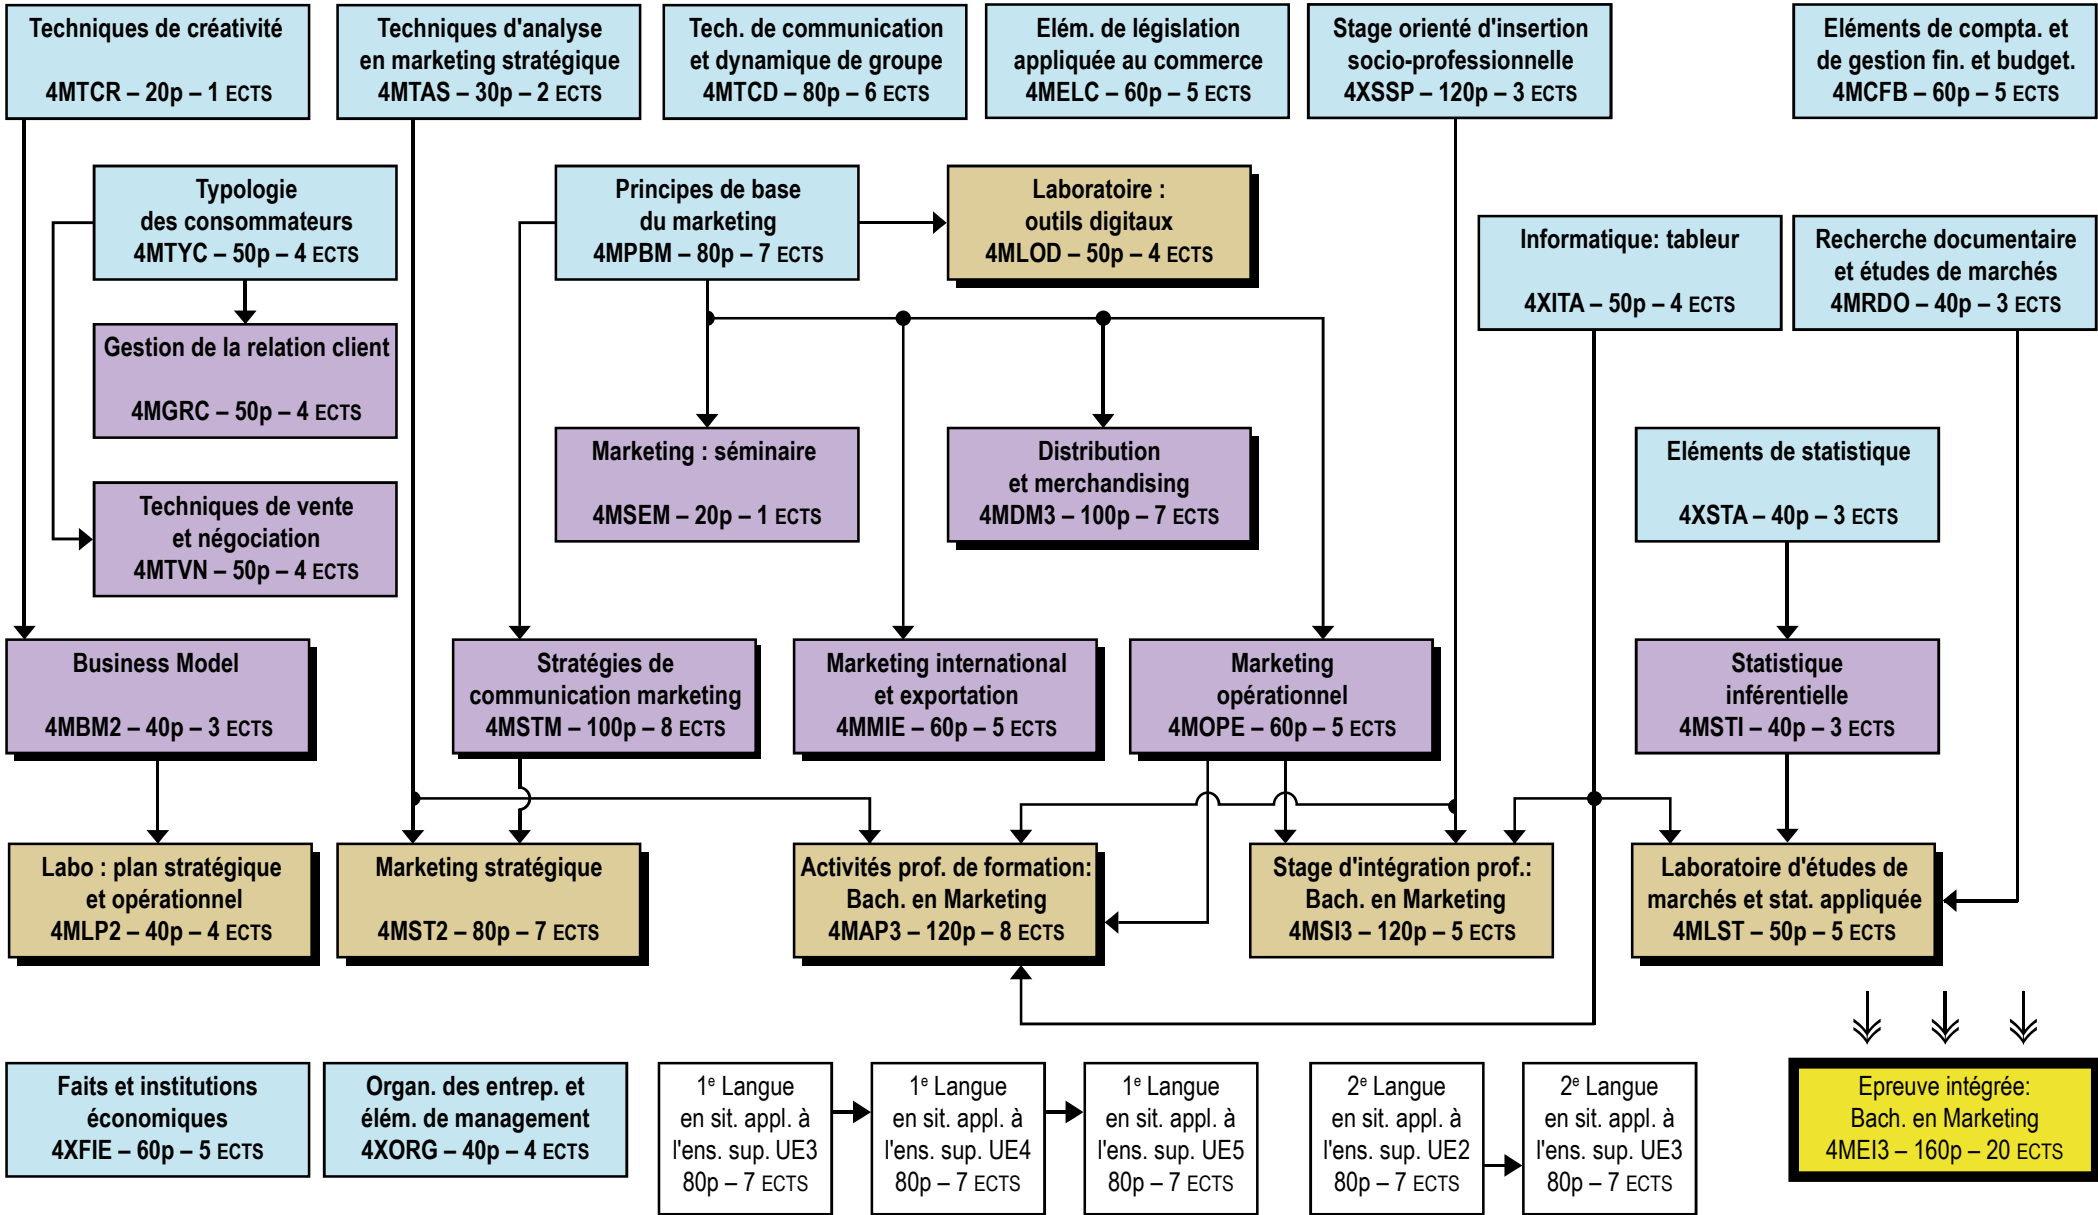 Techniques de créativité
4MTCR – 20p – 1 ECTS
Techniques d'analyse
en marketing stratégique
4MTAS – 30p – 2 ECTS
Tech. de communication
et dynamique de groupe
4MTCD – 80p – 6 ECTS
Elém. de législation
appliquée au commerce
4MELC – 60p – 5 ECTS
Stage orienté d'insertion
socio-professionnelle
4XSSP – 120p – 3 ECTS
Eléments de compta. et
de gestion fin. et budget.
4MCFB – 60p – 5 ECTS
Typologie
des consommateurs
4MTYC – 50p – 4 ECTS
Principes de base
du marketing
4MPBM – 80p – 7 ECTS
Laboratoire :
outils digitaux
4MLOD – 50p – 4 ECTS
Informatique: tableur
4XITA – 50p – 4 ECTS
Recherche documentaire
et études de marchés
4MRDO – 40p – 3 ECTS
Gestion de la relation client
4MGRC – 50p – 4 ECTS
Marketing : séminaire
4MSEM – 20p – 1 ECTS
Distribution
et merchandising
4MDM3 – 100p – 7 ECTS
Eléments de statistique
4XSTA – 40p – 3 ECTS
Techniques de vente
et négociation
4MTVN – 50p – 4 ECTS
Business Model
4MBM2 – 40p – 3 ECTS
Stratégies de
communication marketing
4MSTM – 100p – 8 ECTS
Marketing international
et exportation
4MMIE – 60p – 5 ECTS
Marketing
opérationnel
4MOPE – 60p – 5 ECTS
Statistique
inférentielle
4MSTI – 40p – 3 ECTS
Labo : plan stratégique
et opérationnel
4MLP2 – 40p – 4 ECTS
Marketing stratégique
4MST2 – 80p – 7 ECTS
Activités prof. de formation:
Bach. en Marketing
4MAP3 – 120p – 8 ECTS
Stage d'intégration prof.:
Bach. en Marketing
4MSI3 – 120p – 5 ECTS
Laboratoire d'études de
marchés et stat. appliquée
4MLST – 50p – 5 ECTS
Faits et institutions
économiques
4XFIE – 60p – 5 ECTS
Organ. des entrep. et
élém. de management
4XORG – 40p – 4 ECTS
1e Langue
en sit. appl. à
l'ens. sup. UE3
80p – 7 ECTS
1e Langue
en sit. appl. à
l'ens. sup. UE4
80p – 7 ECTS
1e Langue
en sit. appl. à
l'ens. sup. UE5
80p – 7 ECTS
2e Langue
en sit. appl. à
l'ens. sup. UE2
80p – 7 ECTS
2e Langue
en sit. appl. à
l'ens. sup. UE3
80p – 7 ECTS
Epreuve intégrée:
Bach. en Marketing
4MEI3 – 160p – 20 ECTS